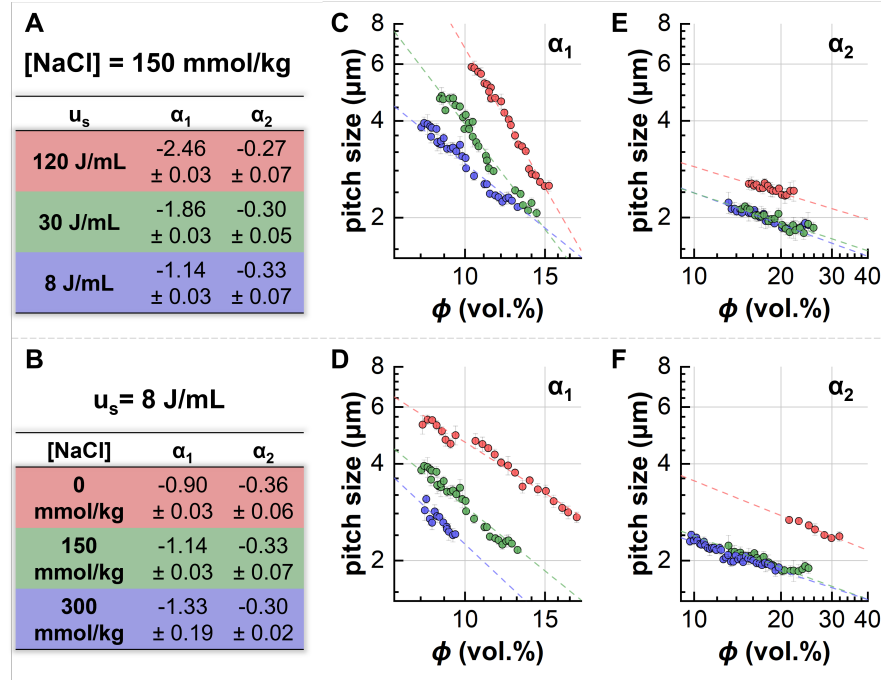 A
[NaCl] = 150 mmol/kg
uₛ α₁ α₂
120 J/mL -2.46 ± 0.03 -0.27 ± 0.07
30 J/mL -1.86 ± 0.03 -0.30 ± 0.05
8 J/mL -1.14 ± 0.03 -0.33 ± 0.07
C
α₁
8
6
4
2
pitch size (µm)
10 15
ϕ (vol.%)
E
α₂
8
6
4
2
pitch size (µm)
10 20 30 40
ϕ (vol.%)
B
uₛ= 8 J/mL
[NaCl] α₁ α₂
0 mmol/kg -0.90 ± 0.03 -0.36 ± 0.06
150 mmol/kg -1.14 ± 0.03 -0.33 ± 0.07
300 mmol/kg -1.33 ± 0.19 -0.30 ± 0.02
D
α₁
8
6
4
2
pitch size (µm)
10 15
ϕ (vol.%)
F
α₂
8
6
4
2
pitch size (µm)
10 20 30 40
ϕ (vol.%)